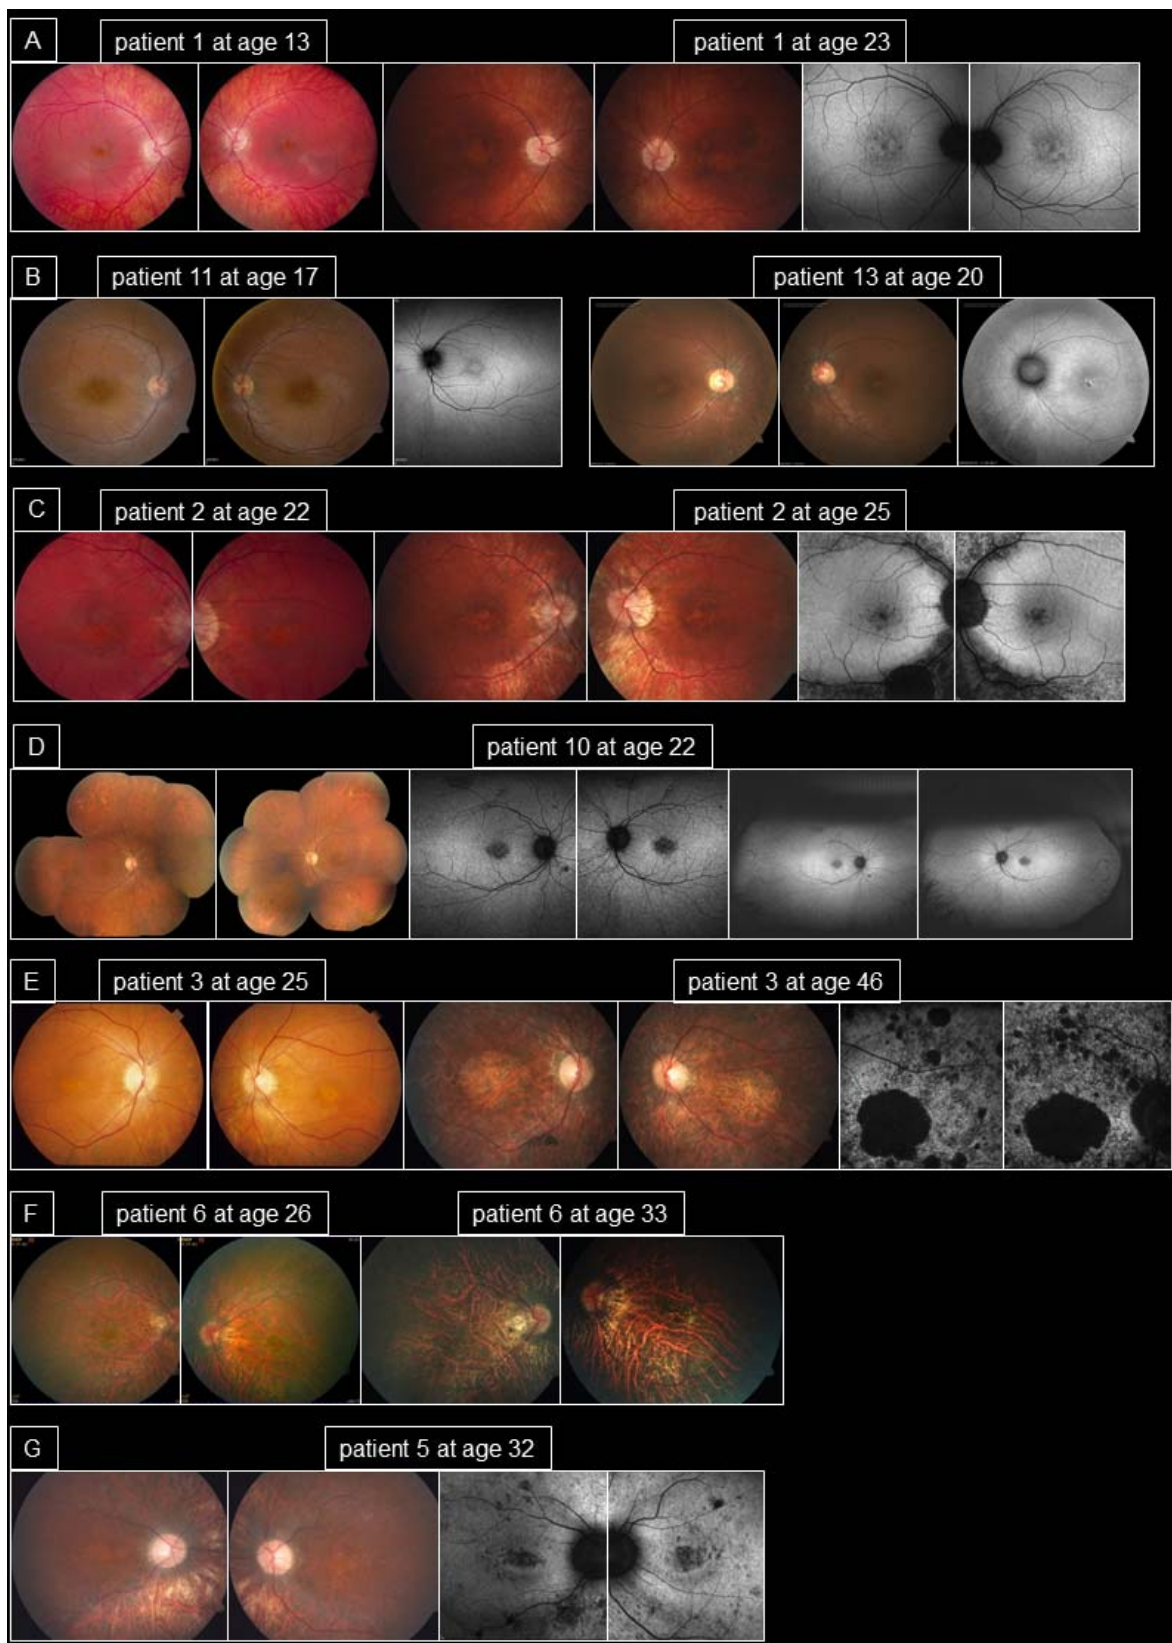 A
patient 1 at age 13
patient 1 at age 23
B
patient 11 at age 17
patient 13 at age 20
C
patient 2 at age 22
patient 2 at age 25
D
patient 10 at age 22
E
patient 3 at age 25
patient 3 at age 46
F
patient 6 at age 26
patient 6 at age 33
G
patient 5 at age 32